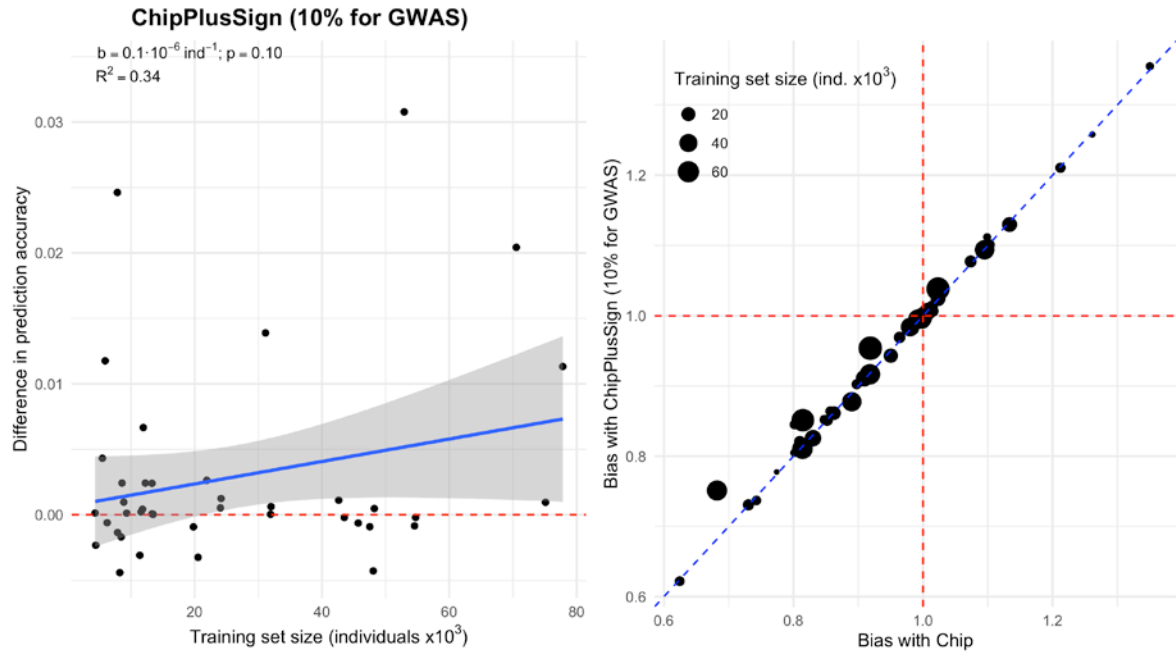 ChipPlusSign (10% for GWAS)
b = 0.1·10⁻⁶ ind⁻¹; p = 0.10
R² = 0.34
Difference in prediction accuracy
0.03
0.02
0.01
0.00
20
40
60
80
Training set size (individuals x10³)
Training set size (ind. x10³)
20
40
60
Bias with ChipPlusSign (10% for GWAS)
1.2
1.0
0.8
0.6
0.6
0.8
1.0
1.2
Bias with Chip